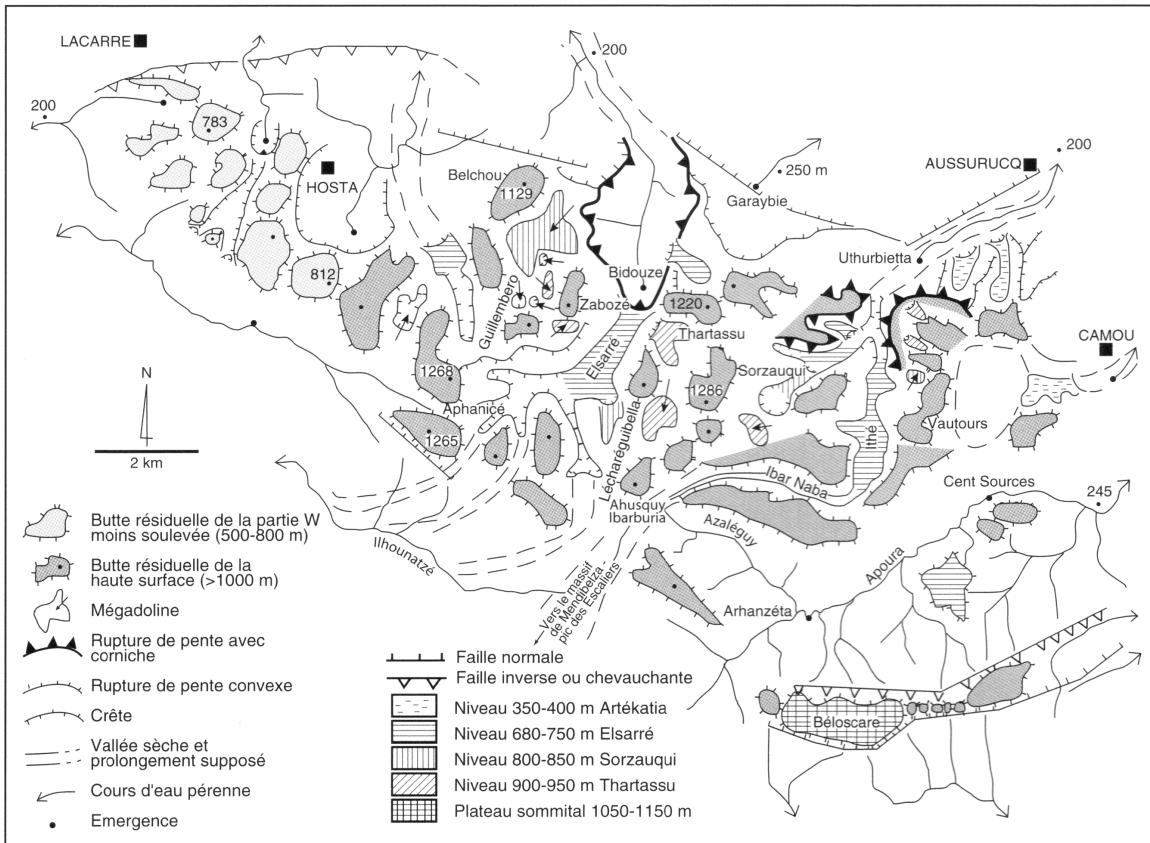 LACARRE
200
200
783
HOSTA
Belchou
1129
250 m
Garaybie
AUSSURUCQ
200
Uthurbietta
Bidouze
812
Guillembero
Zabozé
1220
Thartassu
CAMOU
Elsarré
Sorzauqui
1268
1286
Aphanicé
1265
Léchareguibella
Ithe
Vautours
N
2 km
Ibar Naba
Cent Sources
Ahusquy
Ibarburia
Azaléguy
245
Ilhounatzé
Apoura
Vers le massif
de Mendibelza-
pic des Escaliers
Arhanzéta
Béloscare
Butte résiduelle de la partie W
moins soulevée (500-800 m)
Butte résiduelle de la
haute surface (>1000 m)
Mégadoline
Rupture de pente avec
corniche
Rupture de pente convexe
Crête
Vallée sèche et
prolongement supposé
Cours d'eau pérenne
Emergence
Faille normale
Faille inverse ou chevauchante
Niveau 350-400 m Artékatia
Niveau 680-750 m Elsarré
Niveau 800-850 m Sorzauqui
Niveau 900-950 m Thartassu
Plateau sommital 1050-1150 m